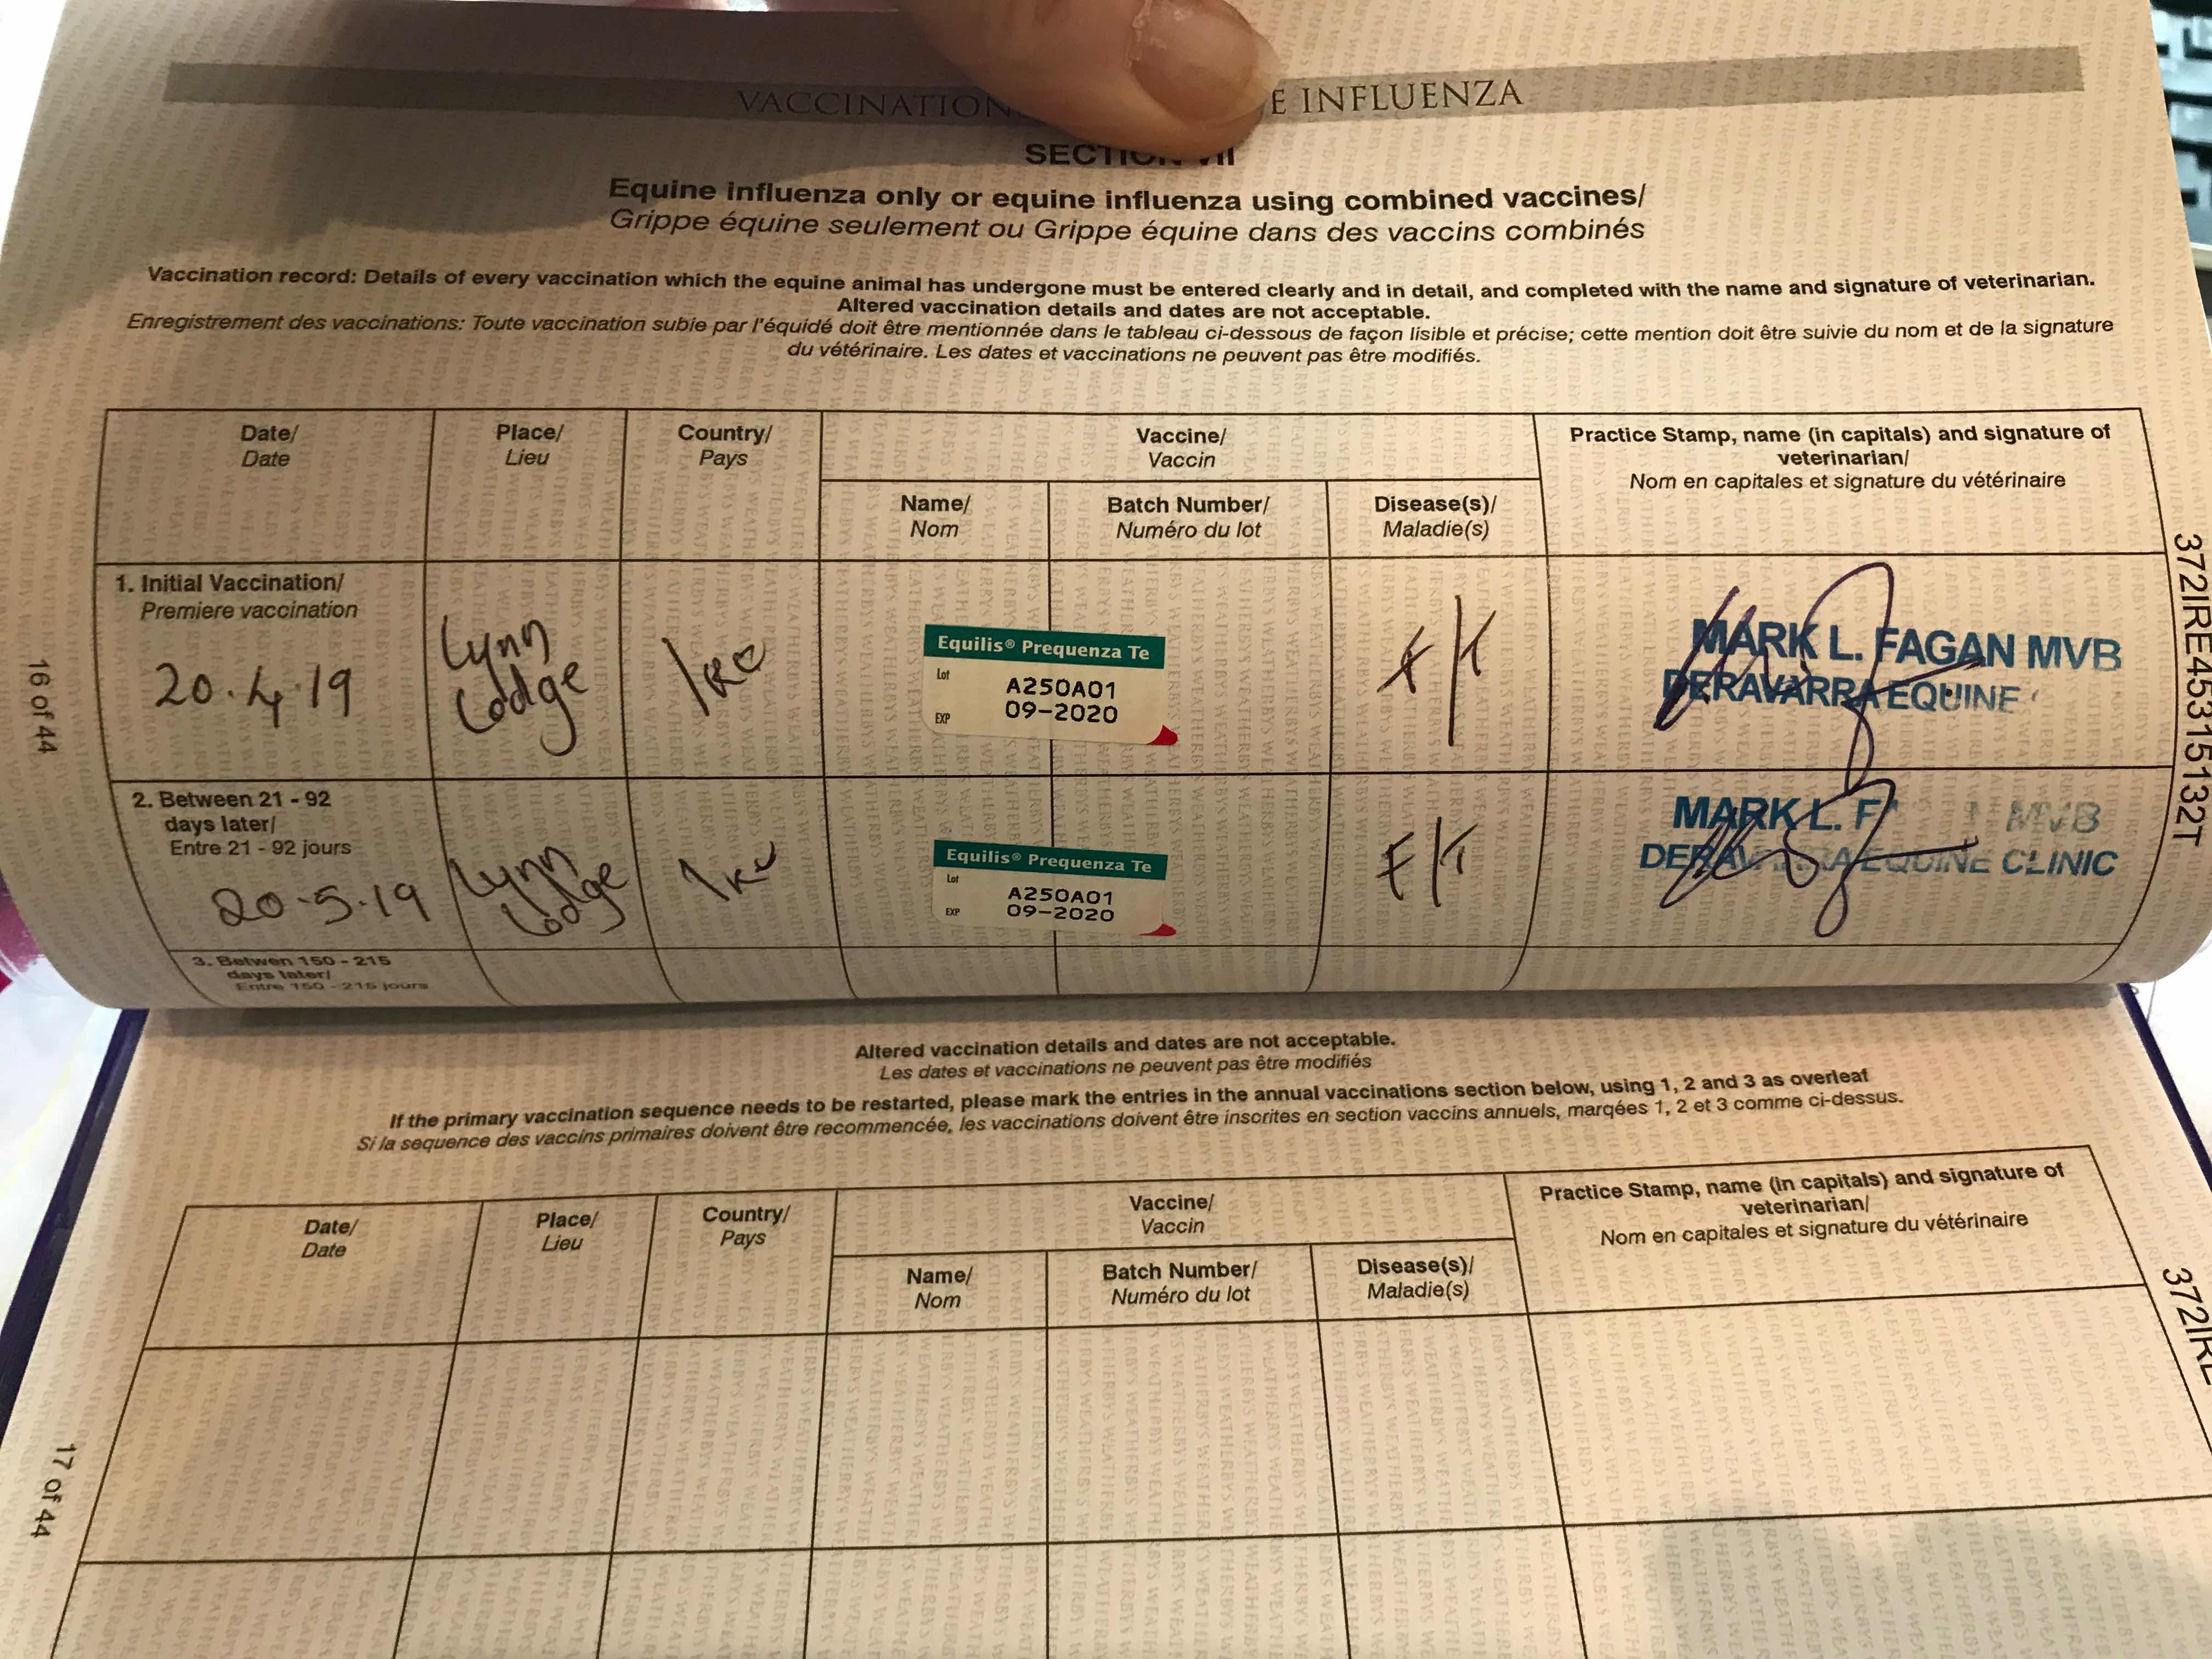 VACCINATION E INFLUENZA
SECTION VII
Equine influenza only or equine influenza using combined vaccines/
Grippe équine seulement ou Grippe équine dans des vaccins combinés
Vaccination record: Details of every vaccination which the equine animal has undergone must be entered clearly and in detail, and completed with the name and signature of veterinarian.
Altered vaccination details and dates are not acceptable.
Enregistrement des vaccinations: Toute vaccination subie par l'équidé doit être mentionnée dans le tableau ci-dessous de façon lisible et précise; cette mention doit être suivie du nom et de la signature
du vétérinaire. Les dates et vaccinations ne peuvent pas être modifiés.
Date/
Date
Place/
Lieu
Country/
Pays
Vaccine/
Vaccin
Practice Stamp, name (in capitals) and signature of
veterinarian/
Nom en capitales et signature du vétérinaire
Name/
Nom
Batch Number/
Numéro du lot
Disease(s)/
Maladie(s)
1. Initial Vaccination/
Premiere vaccination
20.4.19
Lynn
Lodge
Ire
Equilis® Prequenza Te
Lot A250A01
EXP 09-2020
F/T
MARK L. FAGAN MVB
DERAVARRA EQUINE
2. Between 21 - 92
days later/
Entre 21 - 92 jours
20.5.19
Lynn
Lodge
Ire
Equilis® Prequenza Te
Lot A250A01
EXP 09-2020
F/T
MARK L. F MVB
DERAVARRA EQUINE CLINIC
3. Betwen 150 - 215
days later/
Entre 150 - 215 jours
16 of 44
372IRE45315132T
Altered vaccination details and dates are not acceptable.
Les dates et vaccinations ne peuvent pas être modifiés
If the primary vaccination sequence needs to be restarted, please mark the entries in the annual vaccinations section below, using 1, 2 and 3 as overleaf
Si la sequence des vaccins primaires doivent être recommencée, les vaccinations doivent être inscrites en section vaccins annuels, marqées 1, 2 et 3 comme ci-dessus.
Date/
Date
Place/
Lieu
Country/
Pays
Vaccine/
Vaccin
Practice Stamp, name (in capitals) and signature of
veterinarian/
Nom en capitales et signature du vétérinaire
Name/
Nom
Batch Number/
Numéro du lot
Disease(s)/
Maladie(s)
17 of 44
372IRE